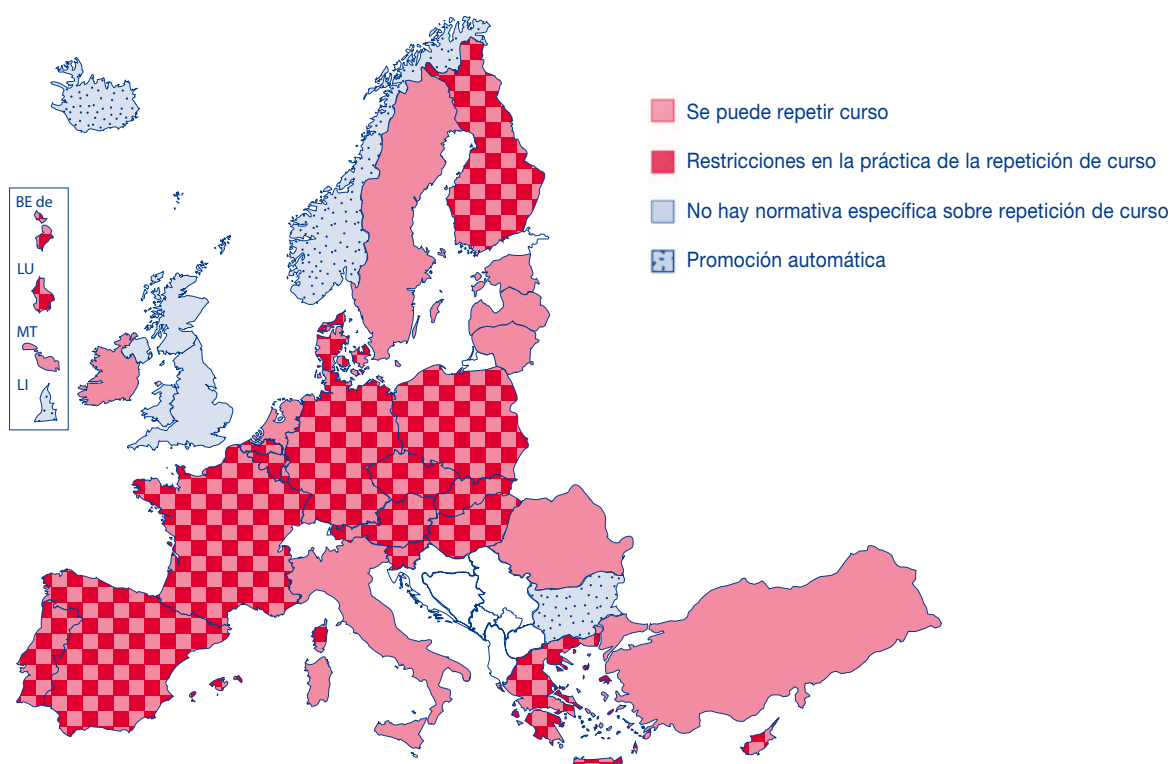 Se puede repetir curso
Restricciones en la práctica de la repetición de curso
No hay normativa específica sobre repetición de curso
Promoción automática
BE de
LU
MT
LI